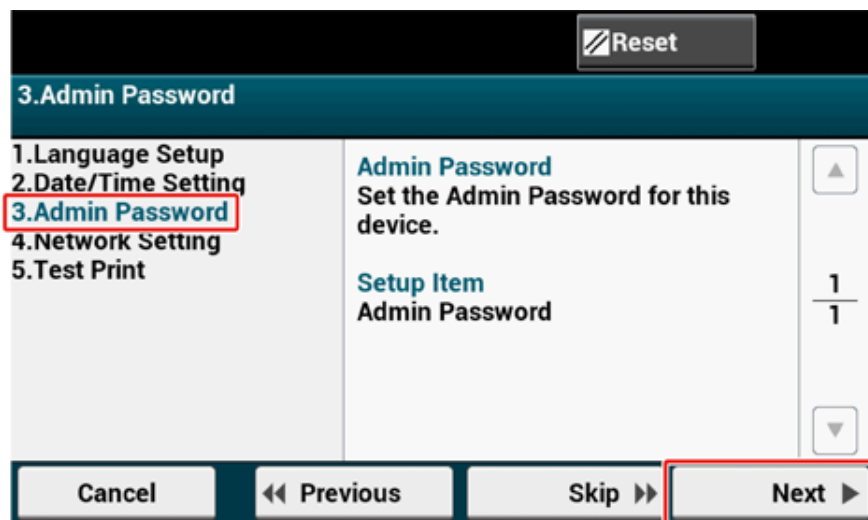 Reset
3.Admin Password
1.Language Setup
2.Date/Time Setting
3.Admin Password
4.Network Setting
5.Test Print
Admin Password
Set the Admin Password for this
device.
Setup Item
Admin Password
1
1
Cancel
Previous
Skip
Next